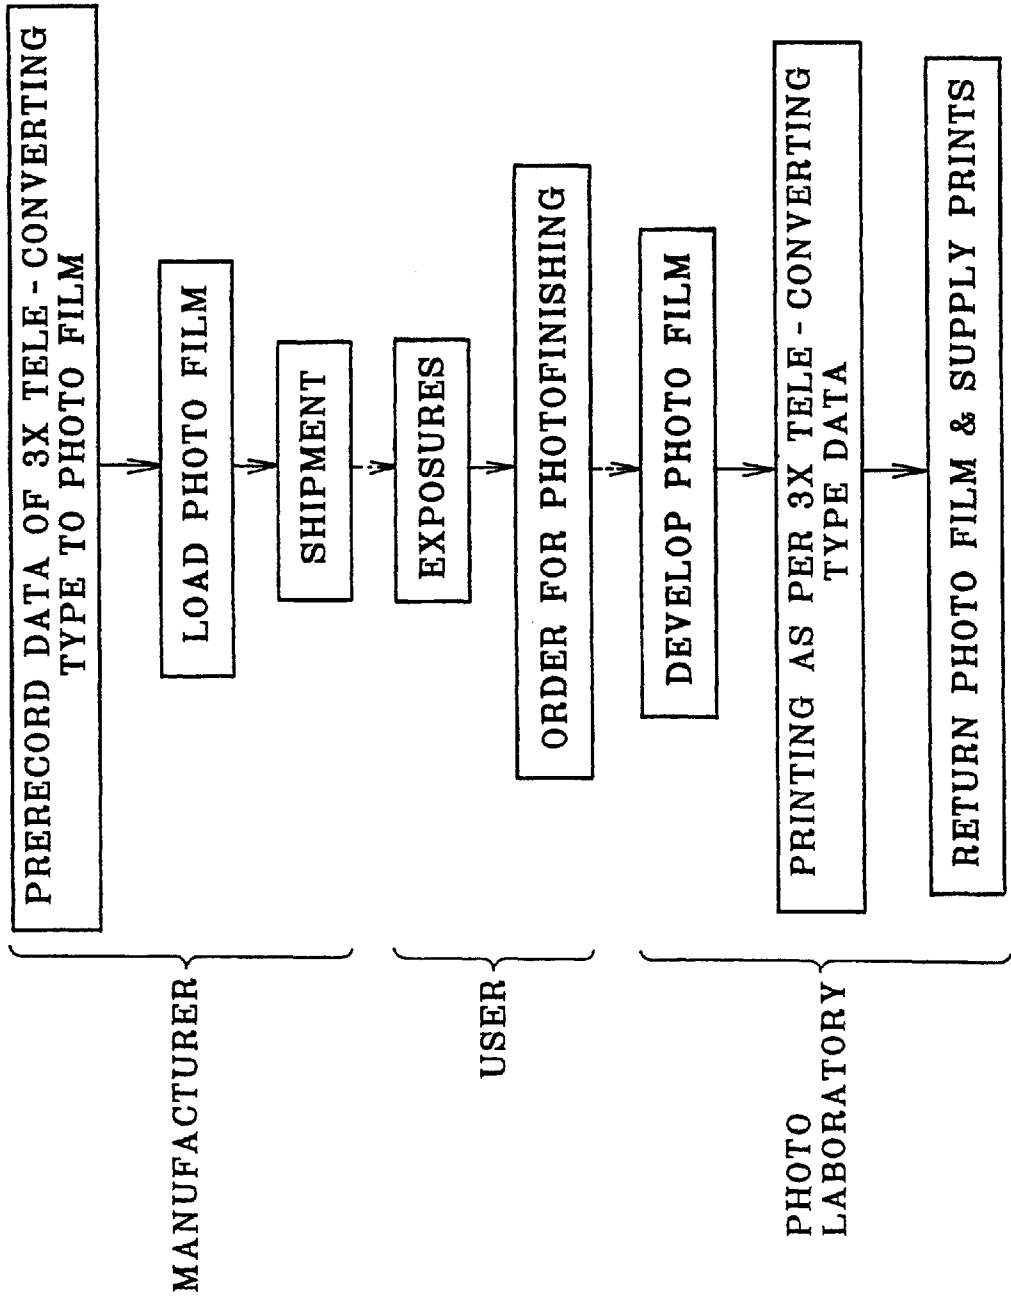 MANUFACTURER
PRERECORD DATA OF 3X TELE-CONVERTING
TYPE TO PHOTO FILM
LOAD PHOTO FILM
SHIPMENT
USER
EXPOSURES
ORDER FOR PHOTOFINISHING
PHOTO
LABORATORY
DEVELOP PHOTO FILM
PRINTING AS PER 3X TELE-CONVERTING
TYPE DATA
RETURN PHOTO FILM & SUPPLY PRINTS